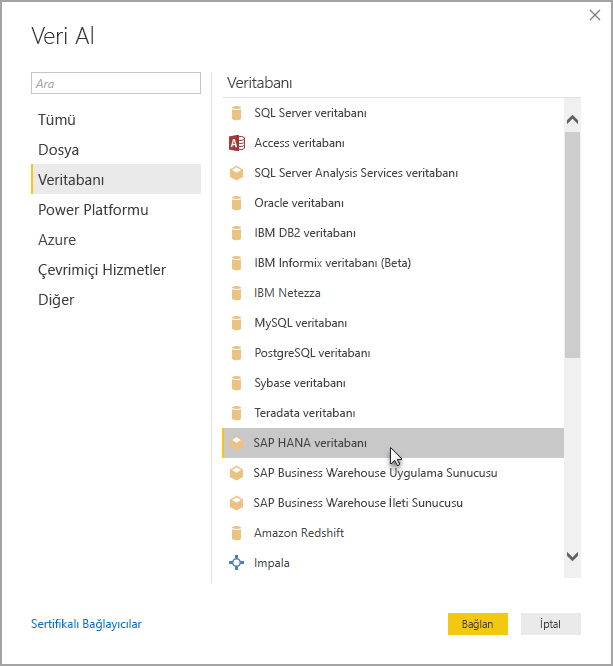 Veri Al
Ara
Tümü
Dosya
Veritabanı
Power Platformu
Azure
Çevrimiçi Hizmetler
Diğer
Veritabanı
SQL Server veritabanı
Access veritabanı
SQL Server Analysis Services veritabanı
Oracle veritabanı
IBM DB2 veritabanı
IBM Informix veritabanı (Beta)
IBM Netezza
MySQL veritabanı
PostgreSQL veritabanı
Sybase veritabanı
Teradata veritabanı
SAP HANA veritabanı
SAP Business Warehouse Uygulama Sunucusu
SAP Business Warehouse İleti Sunucusu
Amazon Redshift
Impala
Sertifikalı Bağlayıcılar
Bağlan
İptal